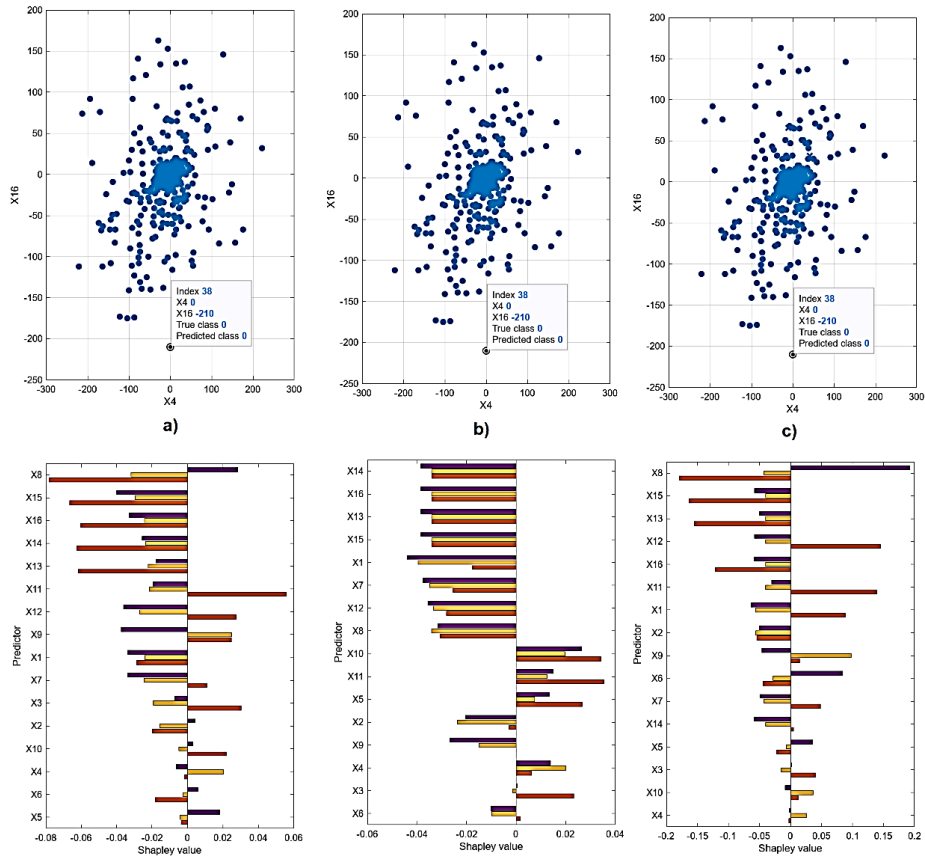 200
150
100
50
0
-50
-100
-150
-200
-250
X16
Index 38
X4 0
X16 -210
True class 0
Predicted class 0
-300 -200 -100 0 100 200 300
X4
a)
200
150
100
50
0
-50
-100
-150
-200
-250
X16
Index 38
X4 0
X16 -210
True class 0
Predicted class 0
-300 -200 -100 0 100 200 300
X4
b)
200
150
100
50
0
-50
-100
-150
-200
-250
X16
Index 38
X4 0
X16 -210
True class 0
Predicted class 0
-300 -200 -100 0 100 200 300
X4
c)
Predictor
X8
X15
X16
X14
X13
X11
X12
X9
X1
X7
X3
X2
X10
X4
X6
X5
-0.08 -0.06 -0.04 -0.02 0 0.02 0.04 0.06
Shapley value
Predictor
X14
X16
X13
X15
X1
X7
X12
X8
X10
X11
X5
X2
X9
X4
X3
X6
-0.06 -0.04 -0.02 0 0.02 0.04
Shapley value
Predictor
X8
X15
X13
X12
X16
X11
X1
X2
X9
X6
X7
X14
X5
X3
X10
X4
-0.2 -0.15 -0.1 -0.05 0 0.05 0.1 0.15 0.2
Shapley value